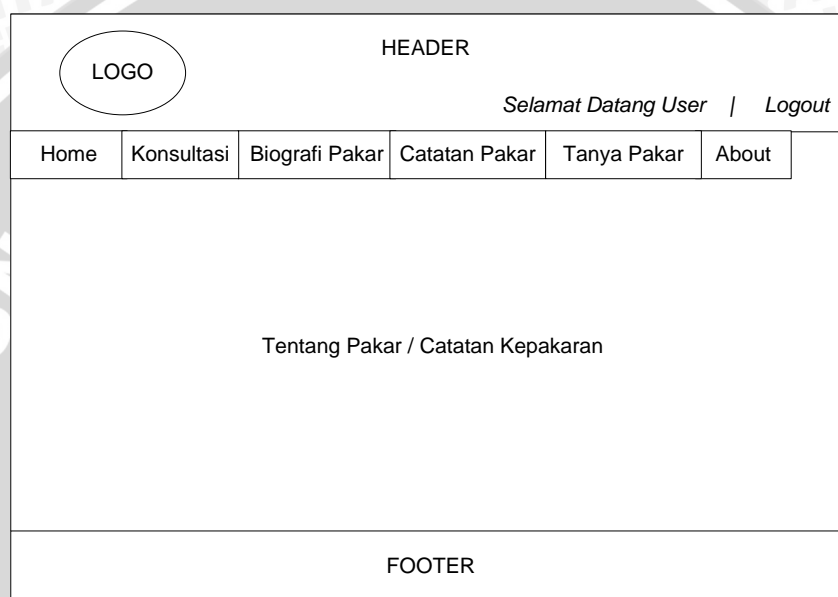 HEADER
LOGO
Selamat Datang User | Logout
Home Konsultasi Biografi Pakar Catatan Pakar Tanya Pakar About
Tentang Pakar / Catatan Kepakaran
FOOTER